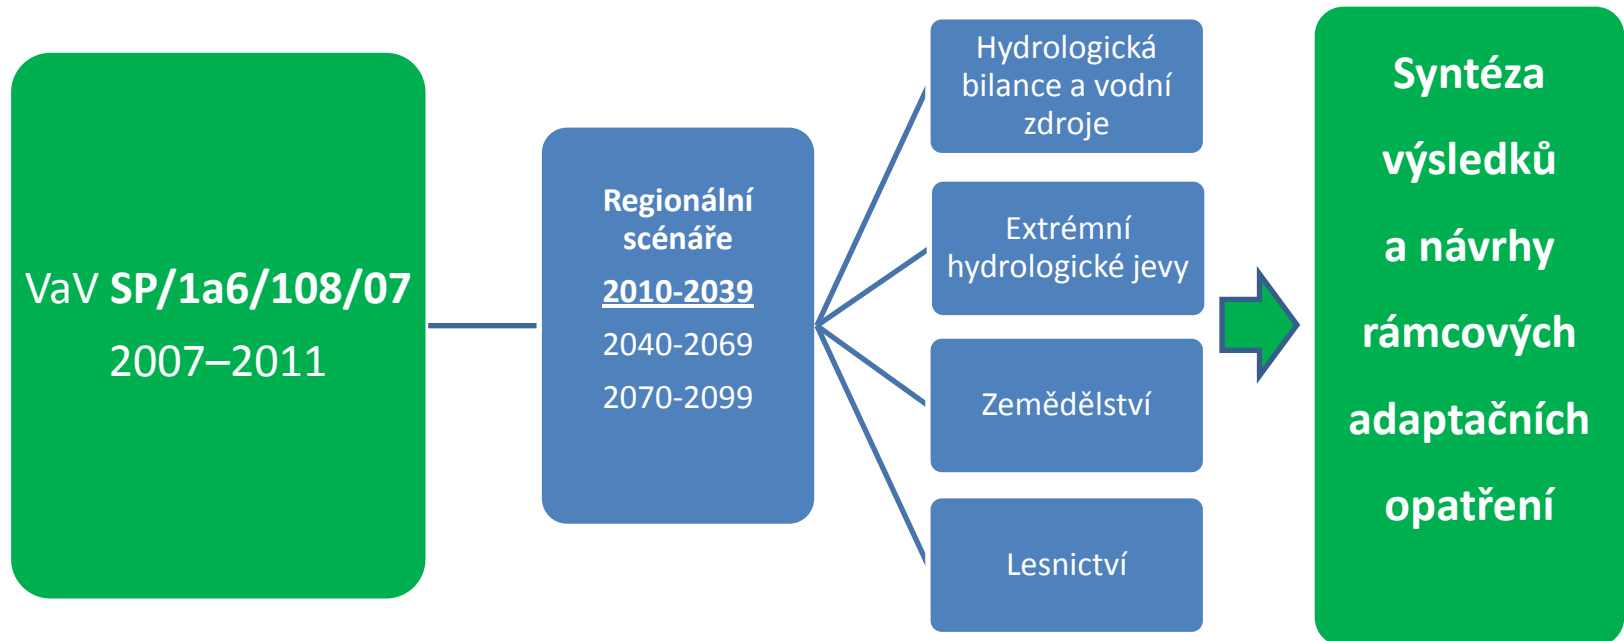 VaV SP/1a6/108/07
2007–2011
Regionální
scénáře
2010-2039
2040-2069
2070-2099
Hydrologická
bilance a vodní
zdroje
Extrémní
hydrologické jevy
Zemědělství
Lesnictví
Syntéza
výsledků
a návrhy
rámcových
adaptačních
opatření